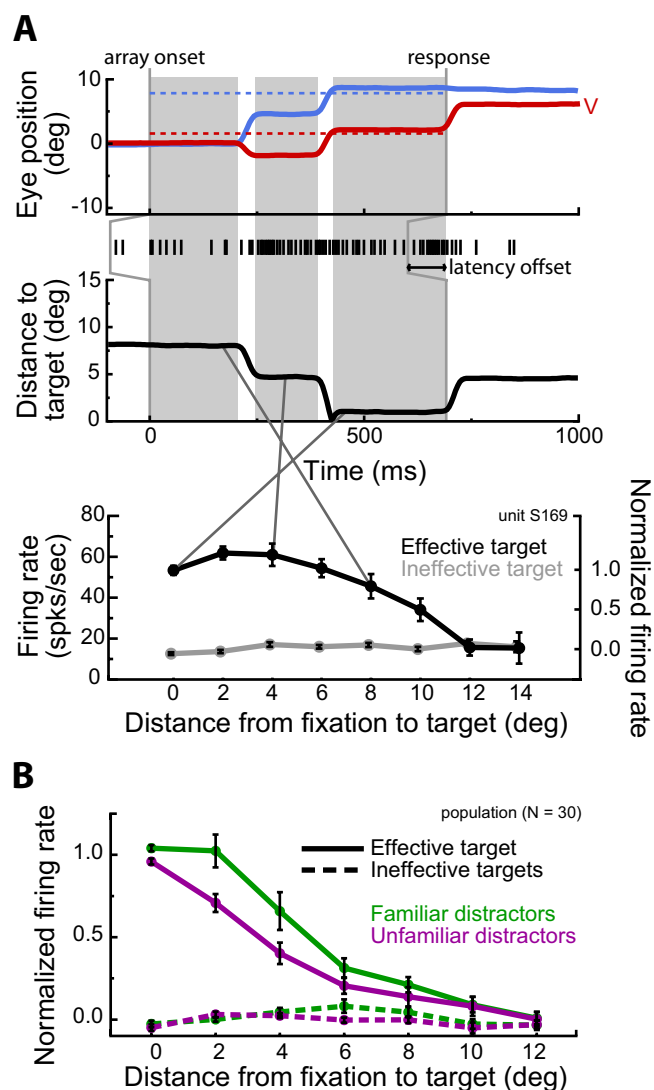 A
array onset
response
Eye position
(deg)
10
0
-10
V
latency offset
Distance to
target (deg)
15
10
5
0
0
500
1000
Time (ms)
Firing rate
(spks/sec)
80
60
40
20
0
unit S169
Effective target
Ineffective target
Normalized firing rate
1.0
0.5
0.0
0 2 4 6 8 10 12 14
Distance from fixation to target (deg)
B
Normalized firing rate
1.0
0.5
0.0
population (N = 30)
Effective target
Ineffective targets
Familiar distractors
Unfamiliar distractors
0 2 4 6 8 10 12
Distance from fixation to target (deg)